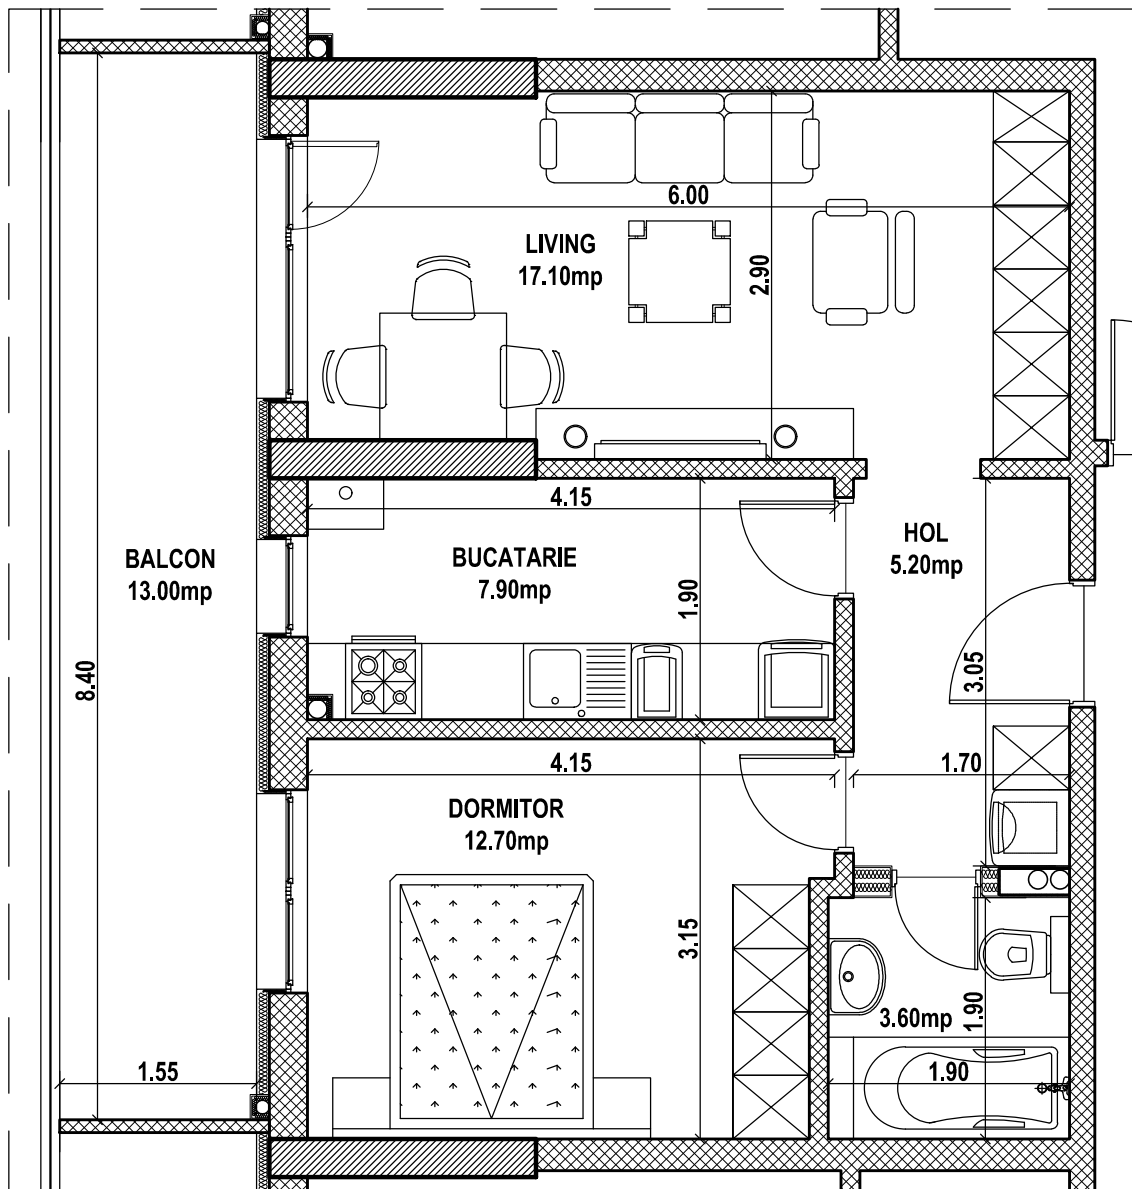 6.00
LIVING
17.10mp
2.90
4.15
BUCATARIE
7.90mp
1.90
HOL
5.20mp
BALCON
13.00mp
8.40
3.05
4.15
1.70
DORMITOR
12.70mp
3.15
3.60mp
1.90
1.55
1.90